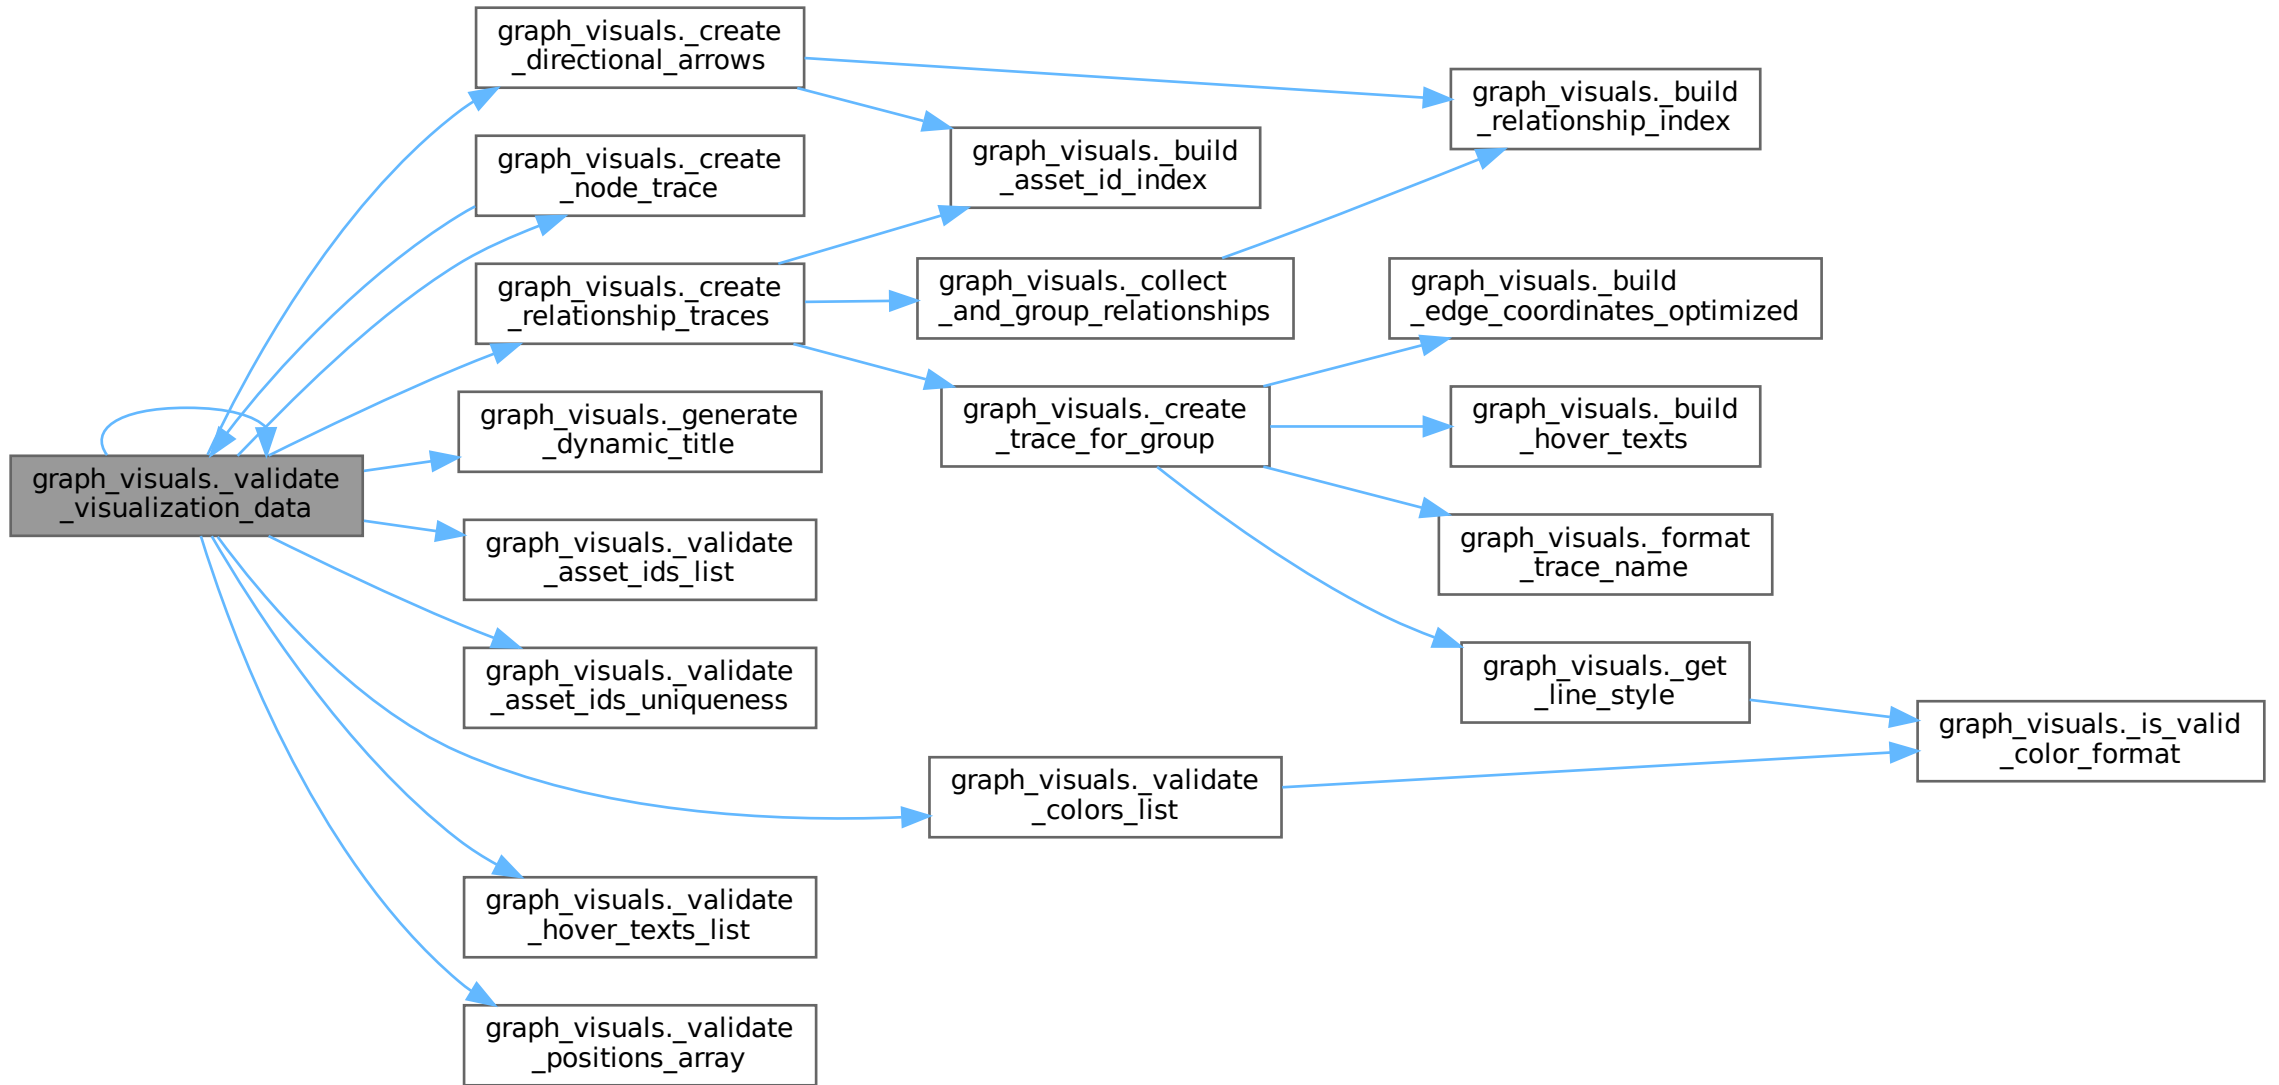 graph_visuals._create
_directional_arrows
graph_visuals._build
_relationship_index
graph_visuals._create
_node_trace
graph_visuals._build
_asset_id_index
graph_visuals._create
_relationship_traces
graph_visuals._collect
_and_group_relationships
graph_visuals._build
_edge_coordinates_optimized
graph_visuals._generate
_dynamic_title
graph_visuals._create
_trace_for_group
graph_visuals._build
_hover_texts
graph_visuals._validate
_visualization_data
graph_visuals._validate
_asset_ids_list
graph_visuals._format
_trace_name
graph_visuals._validate
_asset_ids_uniqueness
graph_visuals._get
_line_style
graph_visuals._is_valid
_color_format
graph_visuals._validate
_colors_list
graph_visuals._validate
_hover_texts_list
graph_visuals._validate
_positions_array